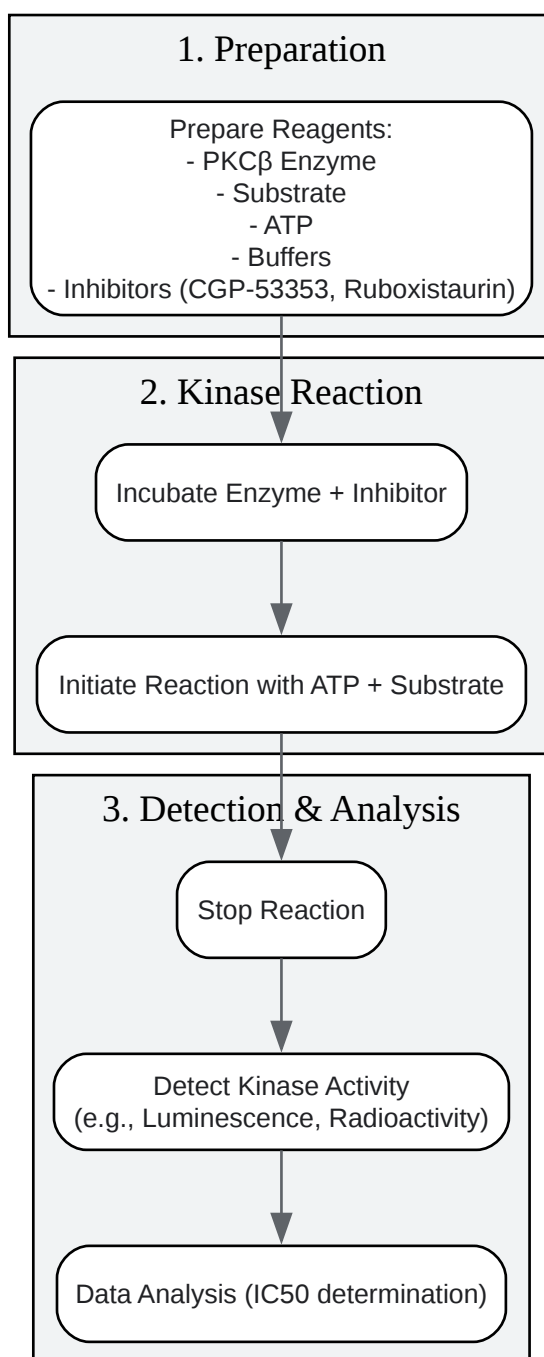 1. Preparation
Prepare Reagents:
- PKCβ Enzyme
- Substrate
- ATP
- Buffers
- Inhibitors (CGP-53353, Ruboxistaurin)
2. Kinase Reaction
Incubate Enzyme + Inhibitor
Initiate Reaction with ATP + Substrate
3. Detection & Analysis
Stop Reaction
Detect Kinase Activity
(e.g., Luminescence, Radioactivity)
Data Analysis (IC50 determination)